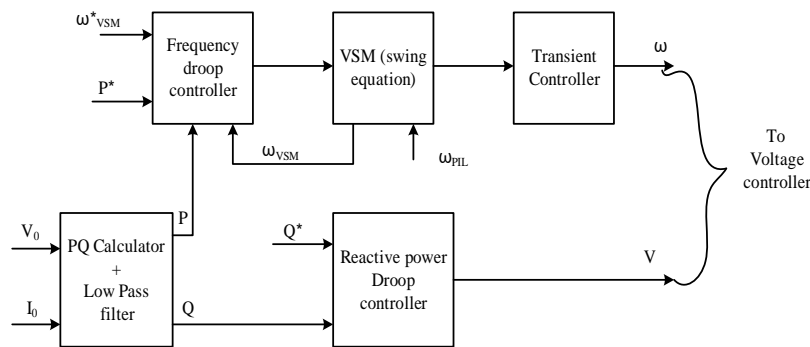 ω*VSM
P*
Frequency
droop
controller
VSM (swing
equation)
Transient
Controller
ω
ωVSM
ωPIL
To
Voltage
controller
P
V0
I0
PQ Calculator
+
Low Pass
filter
Q
Q*
Reactive power
Droop
controller
V